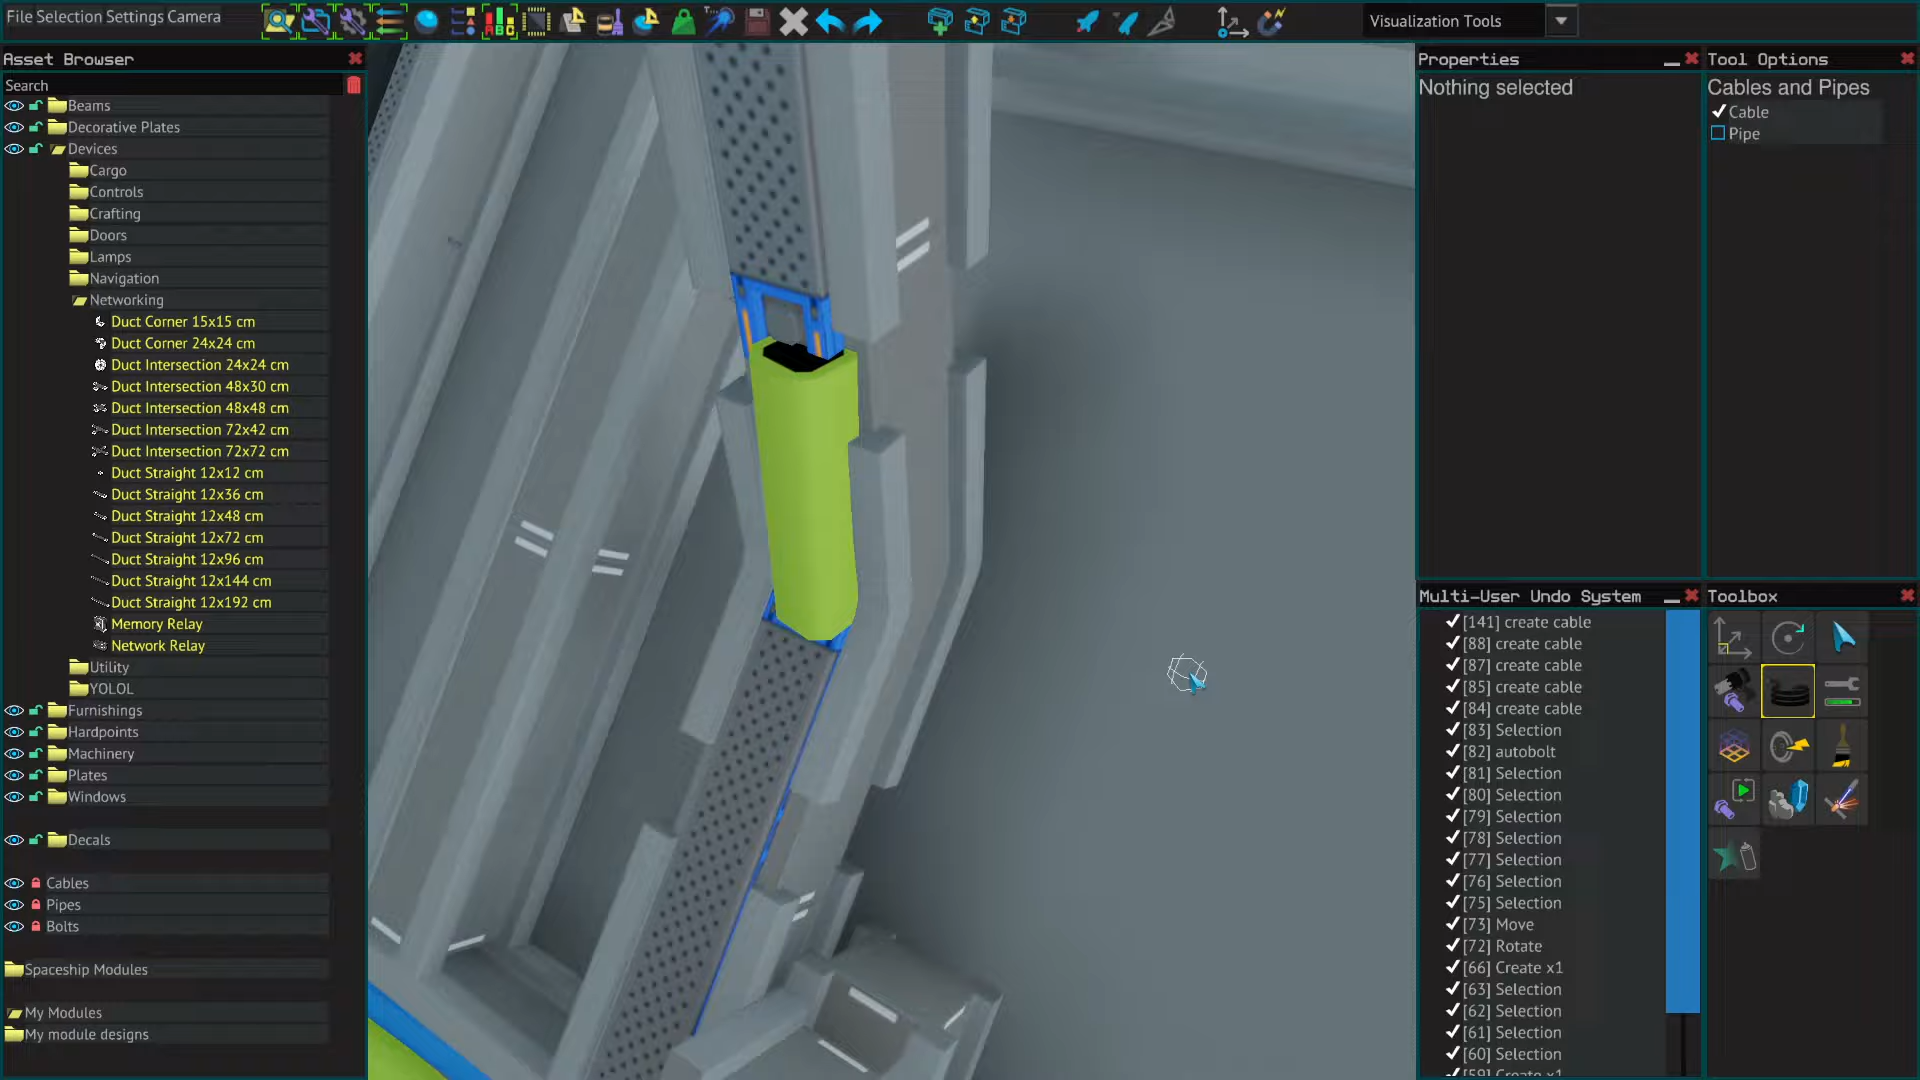 File Selection Settings Camera
ABC
Visualization Tools
Asset Browser
Search
Beams
Decorative Plates
Devices
Cargo
Controls
Crafting
Doors
Lamps
Navigation
Networking
Duct Corner 15x15 cm
Duct Corner 24x24 cm
Duct Intersection 24x24 cm
Duct Intersection 48x30 cm
Duct Intersection 48x48 cm
Duct Intersection 72x42 cm
Duct Intersection 72x72 cm
Duct Straight 12x12 cm
Duct Straight 12x36 cm
Duct Straight 12x48 cm
Duct Straight 12x72 cm
Duct Straight 12x96 cm
Duct Straight 12x144 cm
Duct Straight 12x192 cm
Memory Relay
Network Relay
Utility
YOLOL
Furnishings
Hardpoints
Machinery
Plates
Windows
Decals
Cables
Pipes
Bolts
Spaceship Modules
My Modules
My module designs
Properties
Nothing selected
Tool Options
Cables and Pipes
Cable
Pipe
Multi-User Undo System
[141] create cable
[88] create cable
[87] create cable
[85] create cable
[84] create cable
[83] Selection
[82] autobolt
[81] Selection
[80] Selection
[79] Selection
[78] Selection
[77] Selection
[76] Selection
[75] Selection
[73] Move
[72] Rotate
[66] Create x1
[63] Selection
[62] Selection
[61] Selection
[60] Selection
[59] Create x1
Toolbox